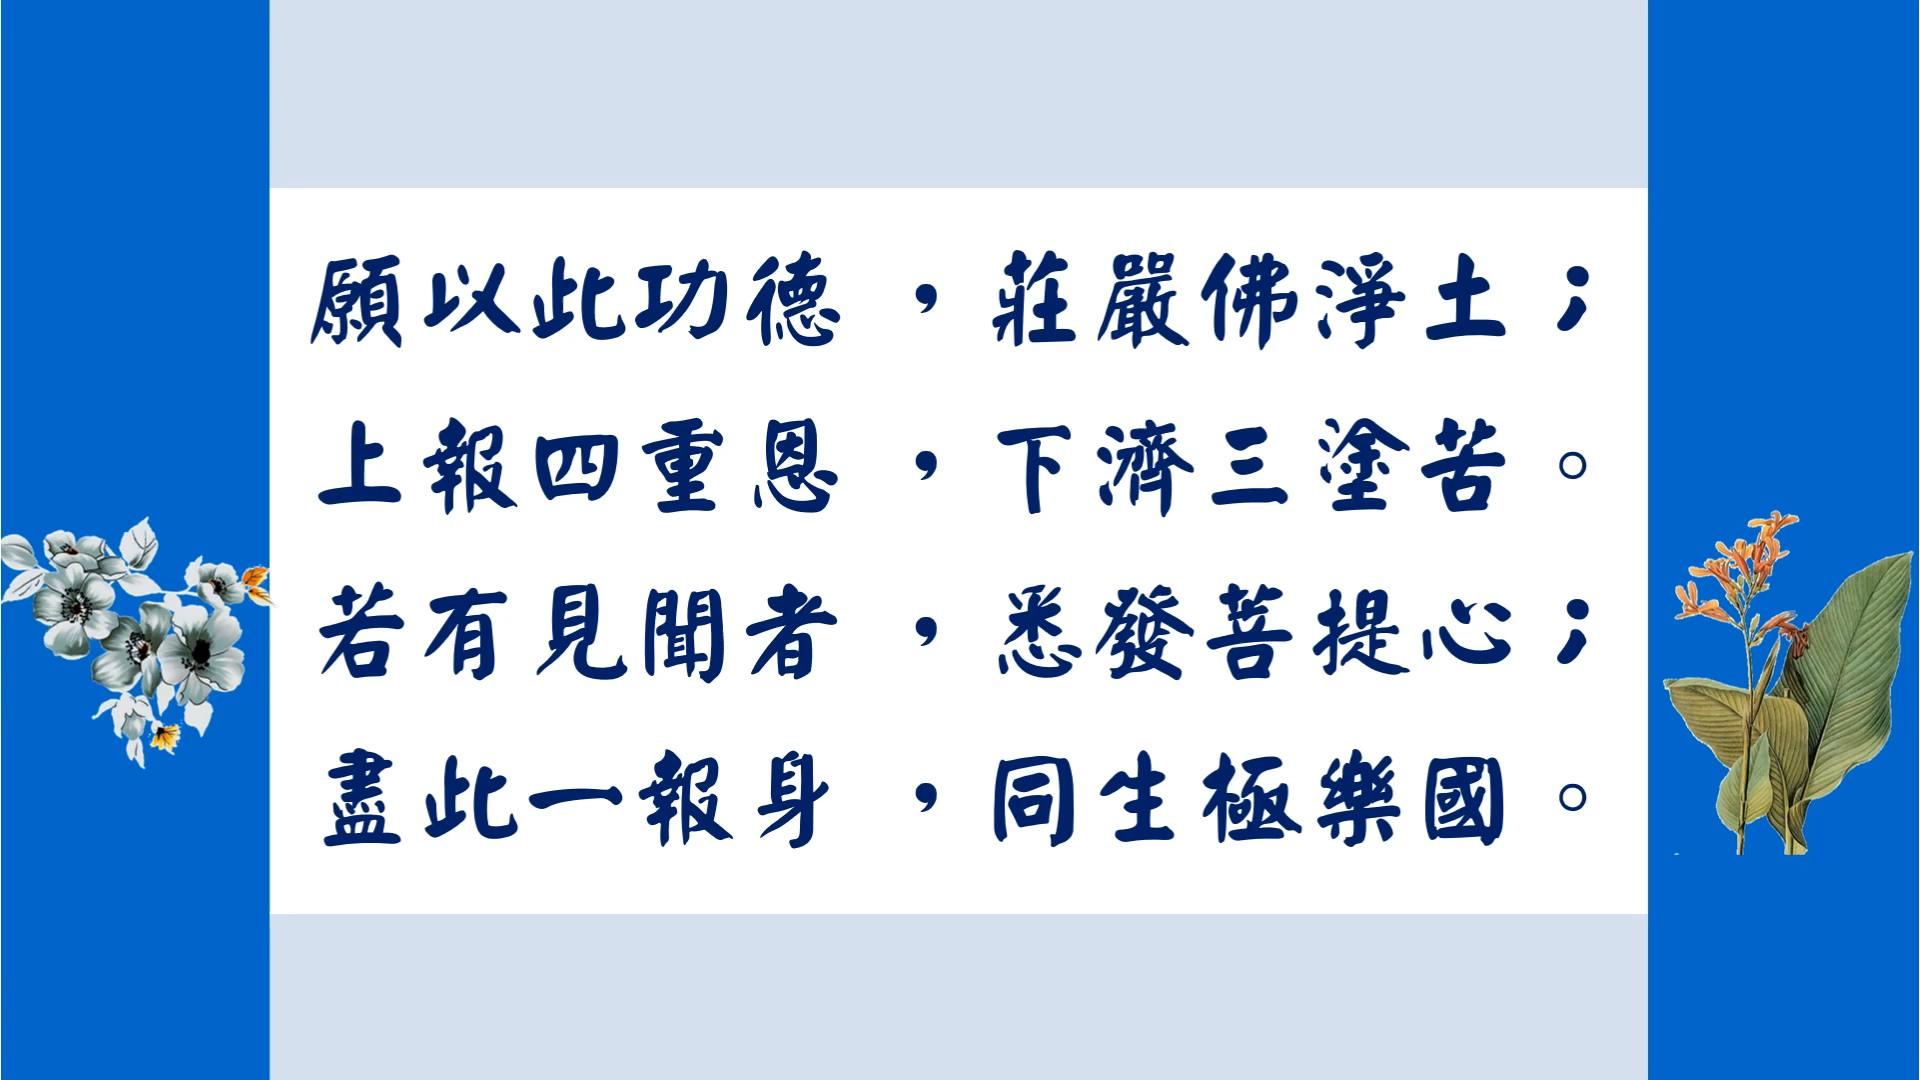 願以此功德，莊嚴佛淨土；
上報四重恩，下濟三塗苦。
若有見聞者，悉發菩提心；
盡此一報身，同生極樂國。